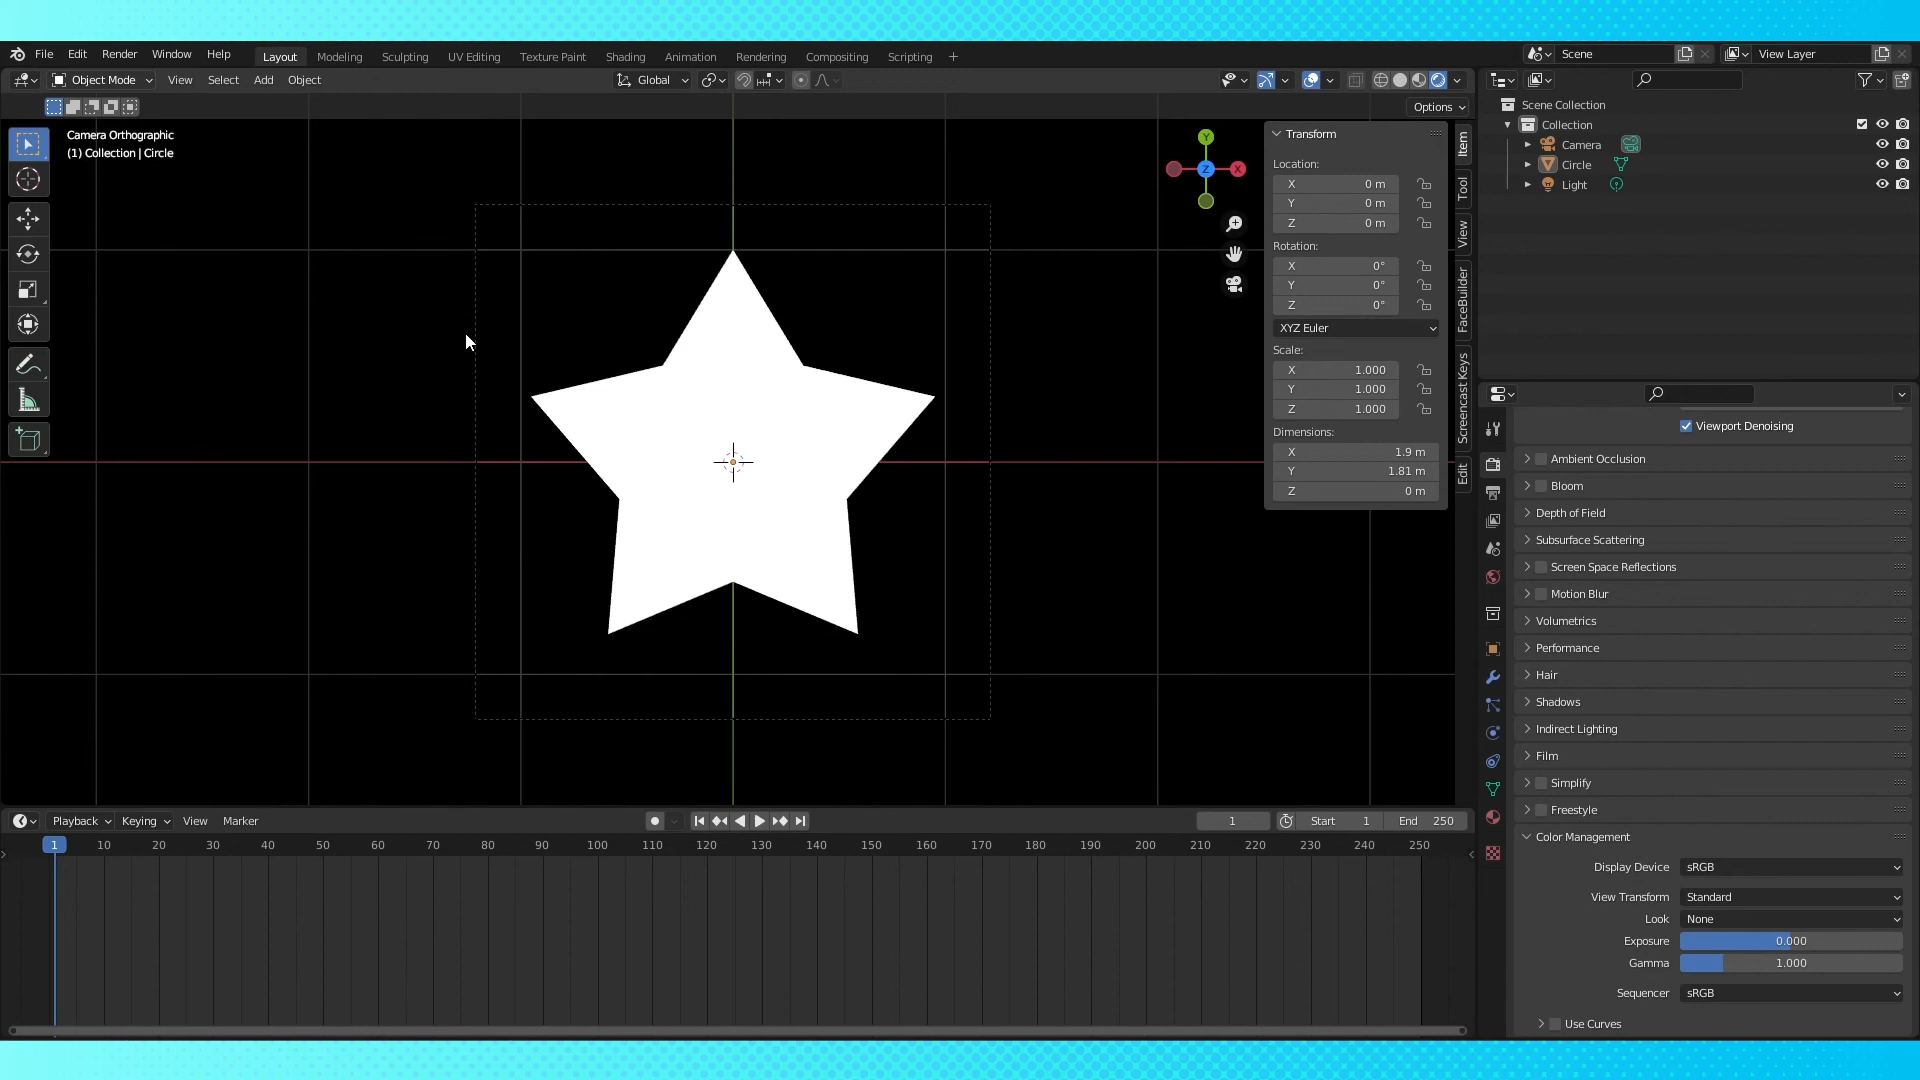 File Edit Render Window Help Layout Modeling Sculpting UV Editing Texture Paint Shading Animation Rendering Compositing Scripting + Scene View Layer
Object Mode View Select Add Object Global
Options
Camera Orthographic
(1) Collection | Circle
Y
Z
X
Transform
Location:
X 0 m
Y 0 m
Z 0 m
Rotation:
X 0°
Y 0°
Z 0°
XYZ Euler
Scale:
X 1.000
Y 1.000
Z 1.000
Dimensions:
X 1.9 m
Y 1.81 m
Z 0 m
Item
Tool
View
FaceBuilder
Screencast Keys
Edit
Scene Collection
Collection
Camera
Circle
Light
Viewport Denoising
Ambient Occlusion
Bloom
Depth of Field
Subsurface Scattering
Screen Space Reflections
Motion Blur
Volumetrics
Performance
Hair
Shadows
Indirect Lighting
Film
Simplify
Freestyle
Color Management
Display Device sRGB
View Transform Standard
Look None
Exposure 0.000
Gamma 1.000
Sequencer sRGB
Use Curves
Playback Keying View Marker 1 Start 1 End 250
1 10 20 30 40 50 60 70 80 90 100 110 120 130 140 150 160 170 180 190 200 210 220 230 240 250